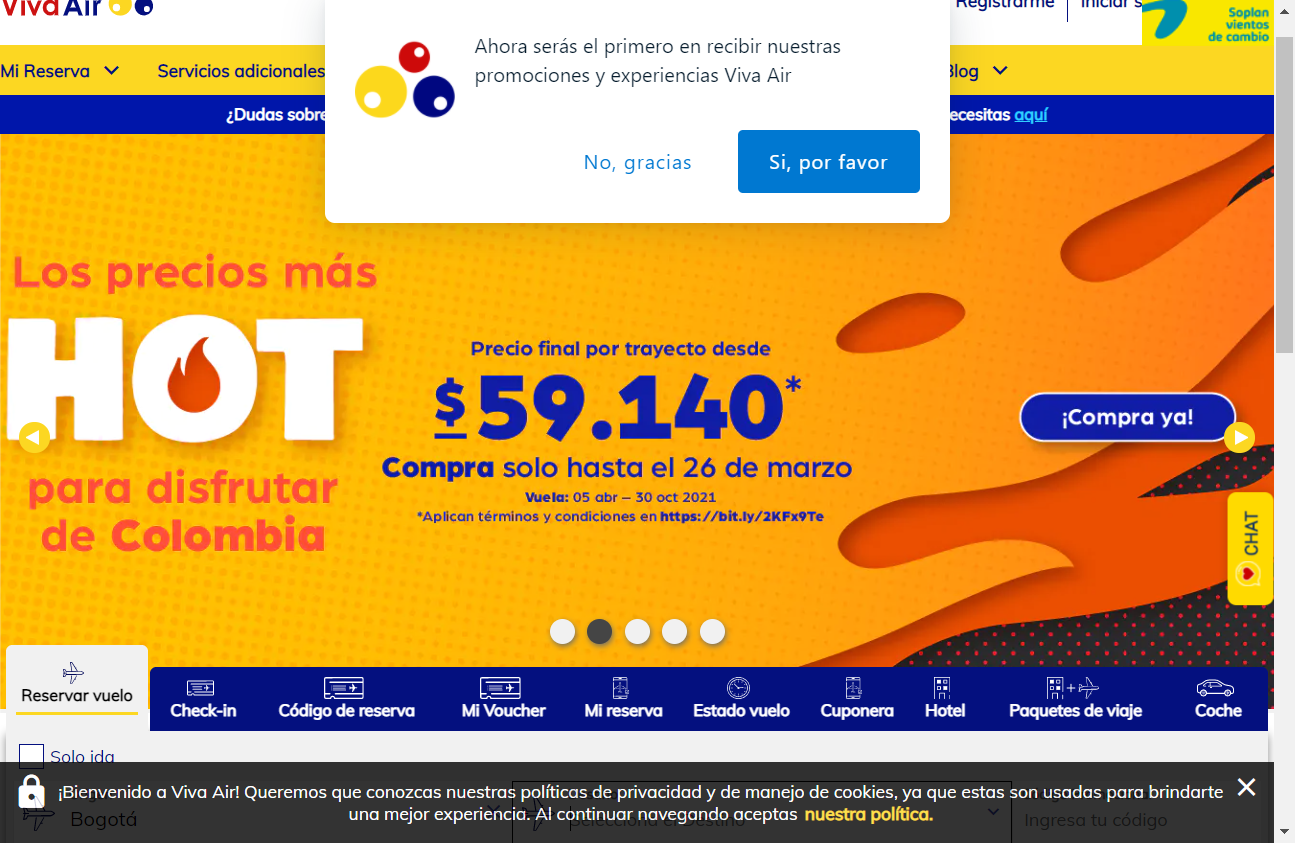 Viva Air
Registrarme
Iniciar s
Soplan
vientos
de cambio
Ahora serás el primero en recibir nuestras
promociones y experiencias Viva Air
No, gracias
Si, por favor
Mi Reserva
Servicios adicionales
Blog
¿Dudas sobre
ecesitas aquí
Los precios más
HOT
para disfrutar
de Colombia
Precio final por trayecto desde
$59.140*
Compra solo hasta el 26 de marzo
Vuela: 05 abr – 30 oct 2021
*Aplican términos y condiciones en https://bit.ly/2KFx9Te
¡Compra ya!
CHAT
Reservar vuelo
Check-in
Código de reserva
Mi Voucher
Mi reserva
Estado vuelo
Cuponera
Hotel
Paquetes de viaje
Coche
Solo ida
¡Bienvenido a Viva Air! Queremos que conozcas nuestras políticas de privacidad y de manejo de cookies, ya que estas son usadas para brindarte
una mejor experiencia. Al continuar navegando aceptas nuestra política.
Bogotá
Selecciona el Destino
Ingresa tu código